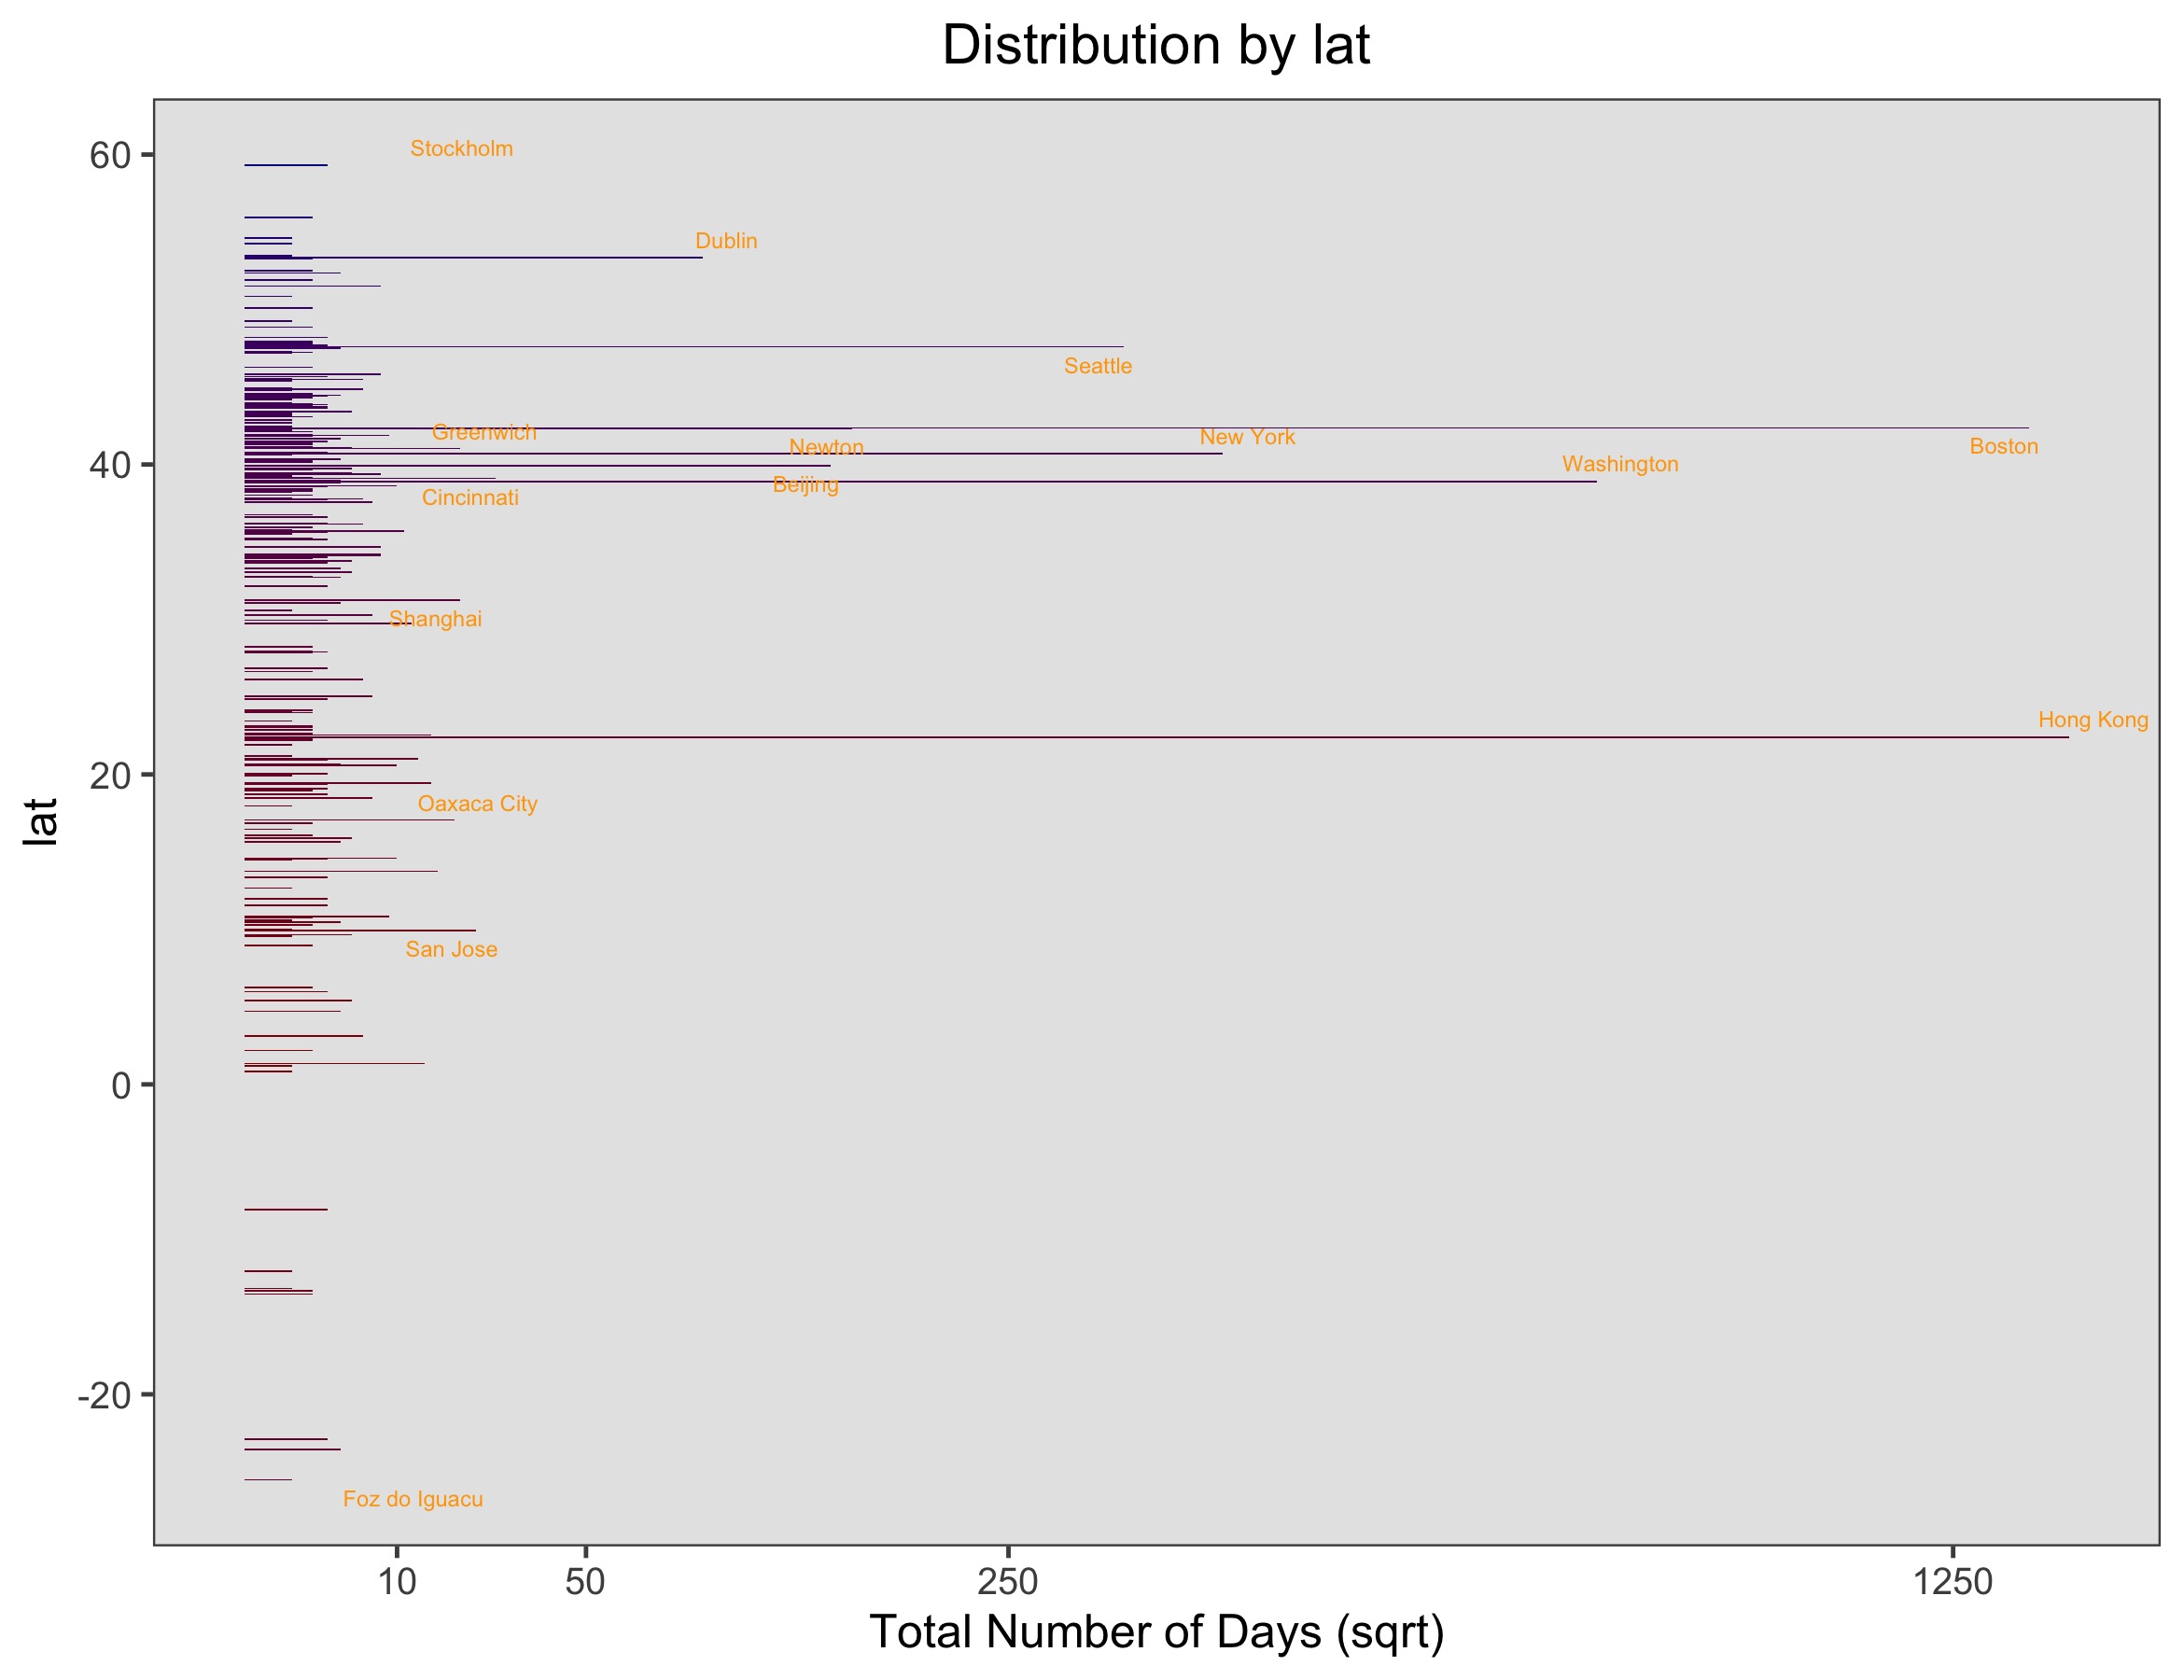 Distribution by lat
60
Stockholm
Dublin
Seattle
Greenwich
New York
Newton
Boston
40
Washington
Beijing
Cincinnati
Shanghai
Hong Kong
20
Oaxaca City
lat
San Jose
0
-20
Foz do Iguacu
10
50
250
1250
Total Number of Days (sqrt)